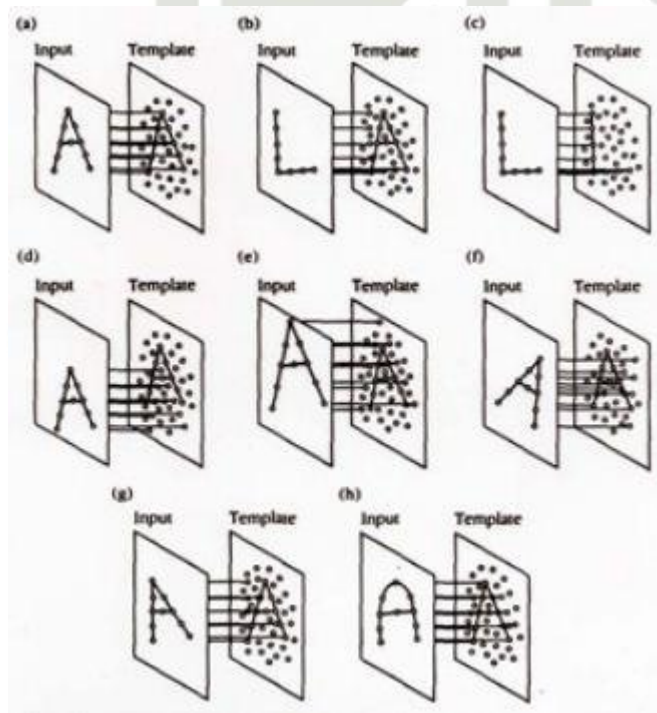 (a) (b) (c)
Input Template Input Template Input Template
(d) (e) (f)
Input Template Input Template Input Template
(g) (h)
Input Template Input Template